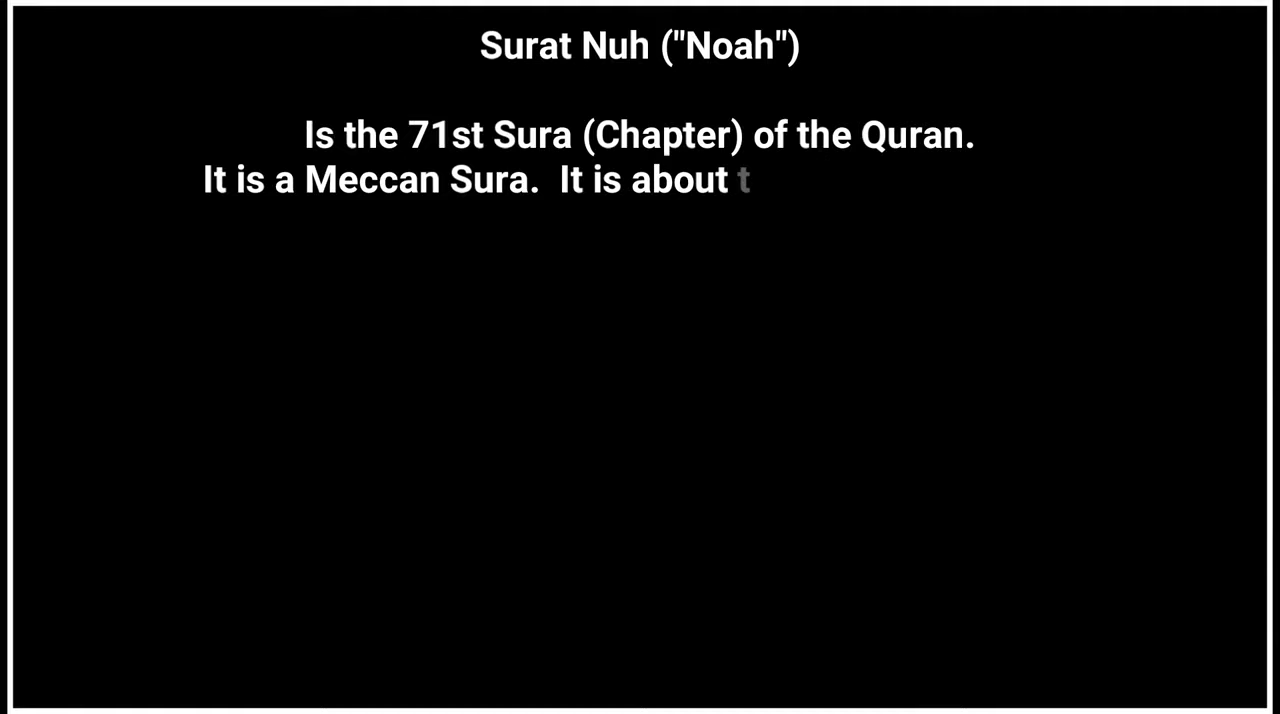 Surat Nuh ("Noah")
Is the 71st Sura (Chapter) of the Quran.
It is a Meccan Sura.  It is about t